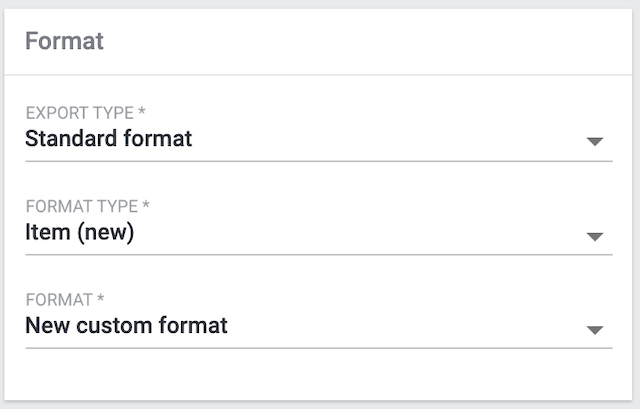 Format
EXPORT TYPE *
Standard format
FORMAT TYPE *
Item (new)
FORMAT *
New custom format